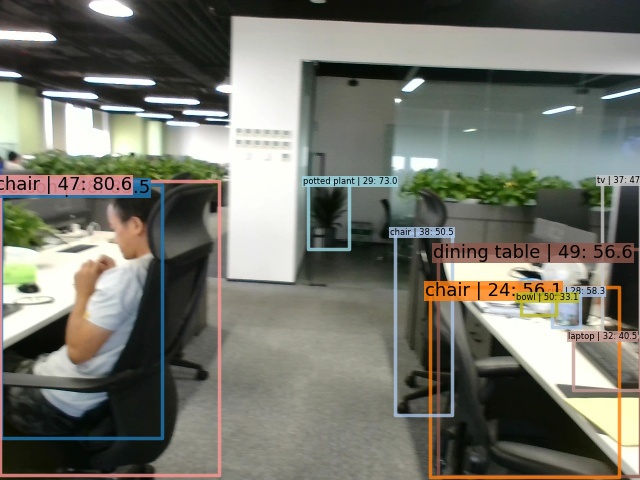 potted plant | 29: 73.0
tv | 37: 47
chair | 47: 80.6
.5
chair | 38: 50.5
dining table | 49: 56.6
chair | 24: 56.1
| 28: 58.3
bowl | 50: 33.1
laptop | 32: 40.5